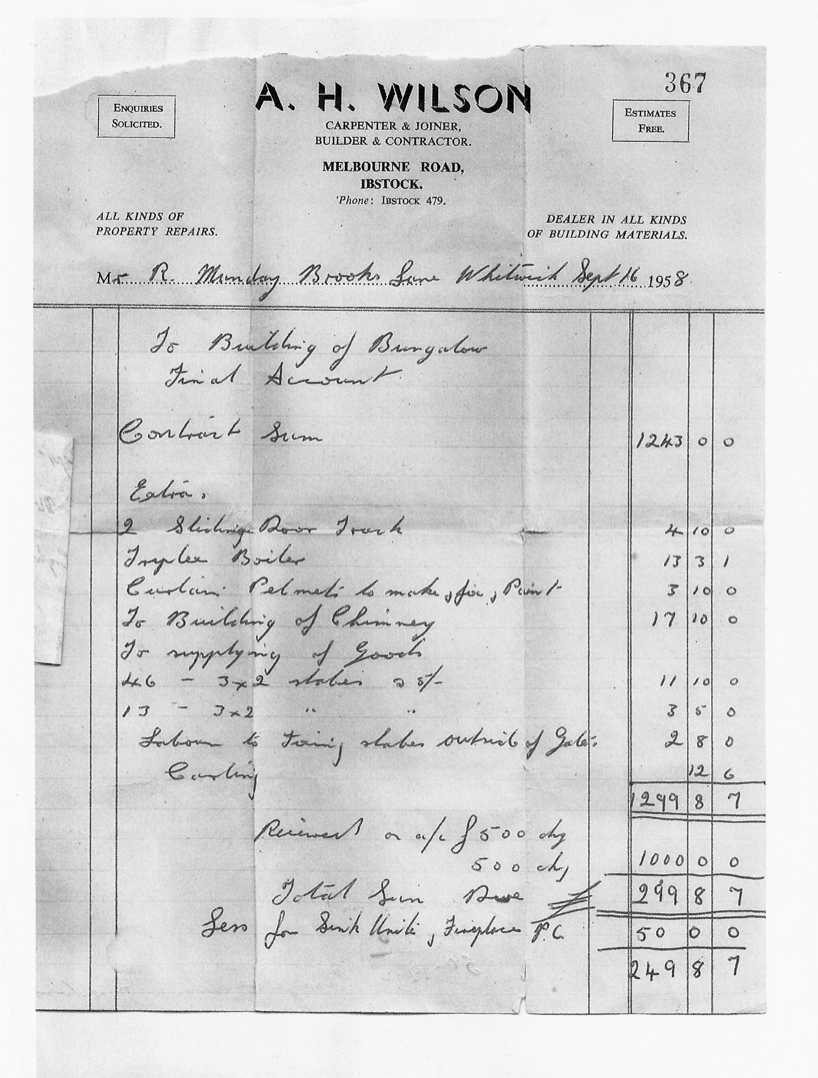 367
ENQUIRIES SOLICITED.
A. H. WILSON
ESTIMATES FREE.
CARPENTER & JOINER,
BUILDER & CONTRACTOR.
MELBOURNE ROAD,
IBSTOCK.
'Phone: IBSTOCK 479.
ALL KINDS OF PROPERTY REPAIRS.
DEALER IN ALL KINDS OF BUILDING MATERIALS.
Mr R. Munday Brooks Lane Whitwick Sept 16 1958
To Building of Bungalow
Final Account
Contract Sum 1243 0 0
Extra.
2 Sliding Door Track 4 10 0
Triplex Boiler 13 3 1
Curtain Pelmets to make, fix, Paint 3 10 0
To Building of Chimney 17 10 0
To supplying of Goods
46 - 3x2 slabes @ 5/- 11 10 0
13 - 3x2 " " 3 5 0
Labour to Fixing slabes outside of Gate. 2 8 0
Carting 12 6
1299 8 7
Received on a/c £500 chq
500 chq 1000 0 0
Total Sum Due 299 8 7
Less for Sink Unit, Fireplace P.C. 50 0 0
249 8 7